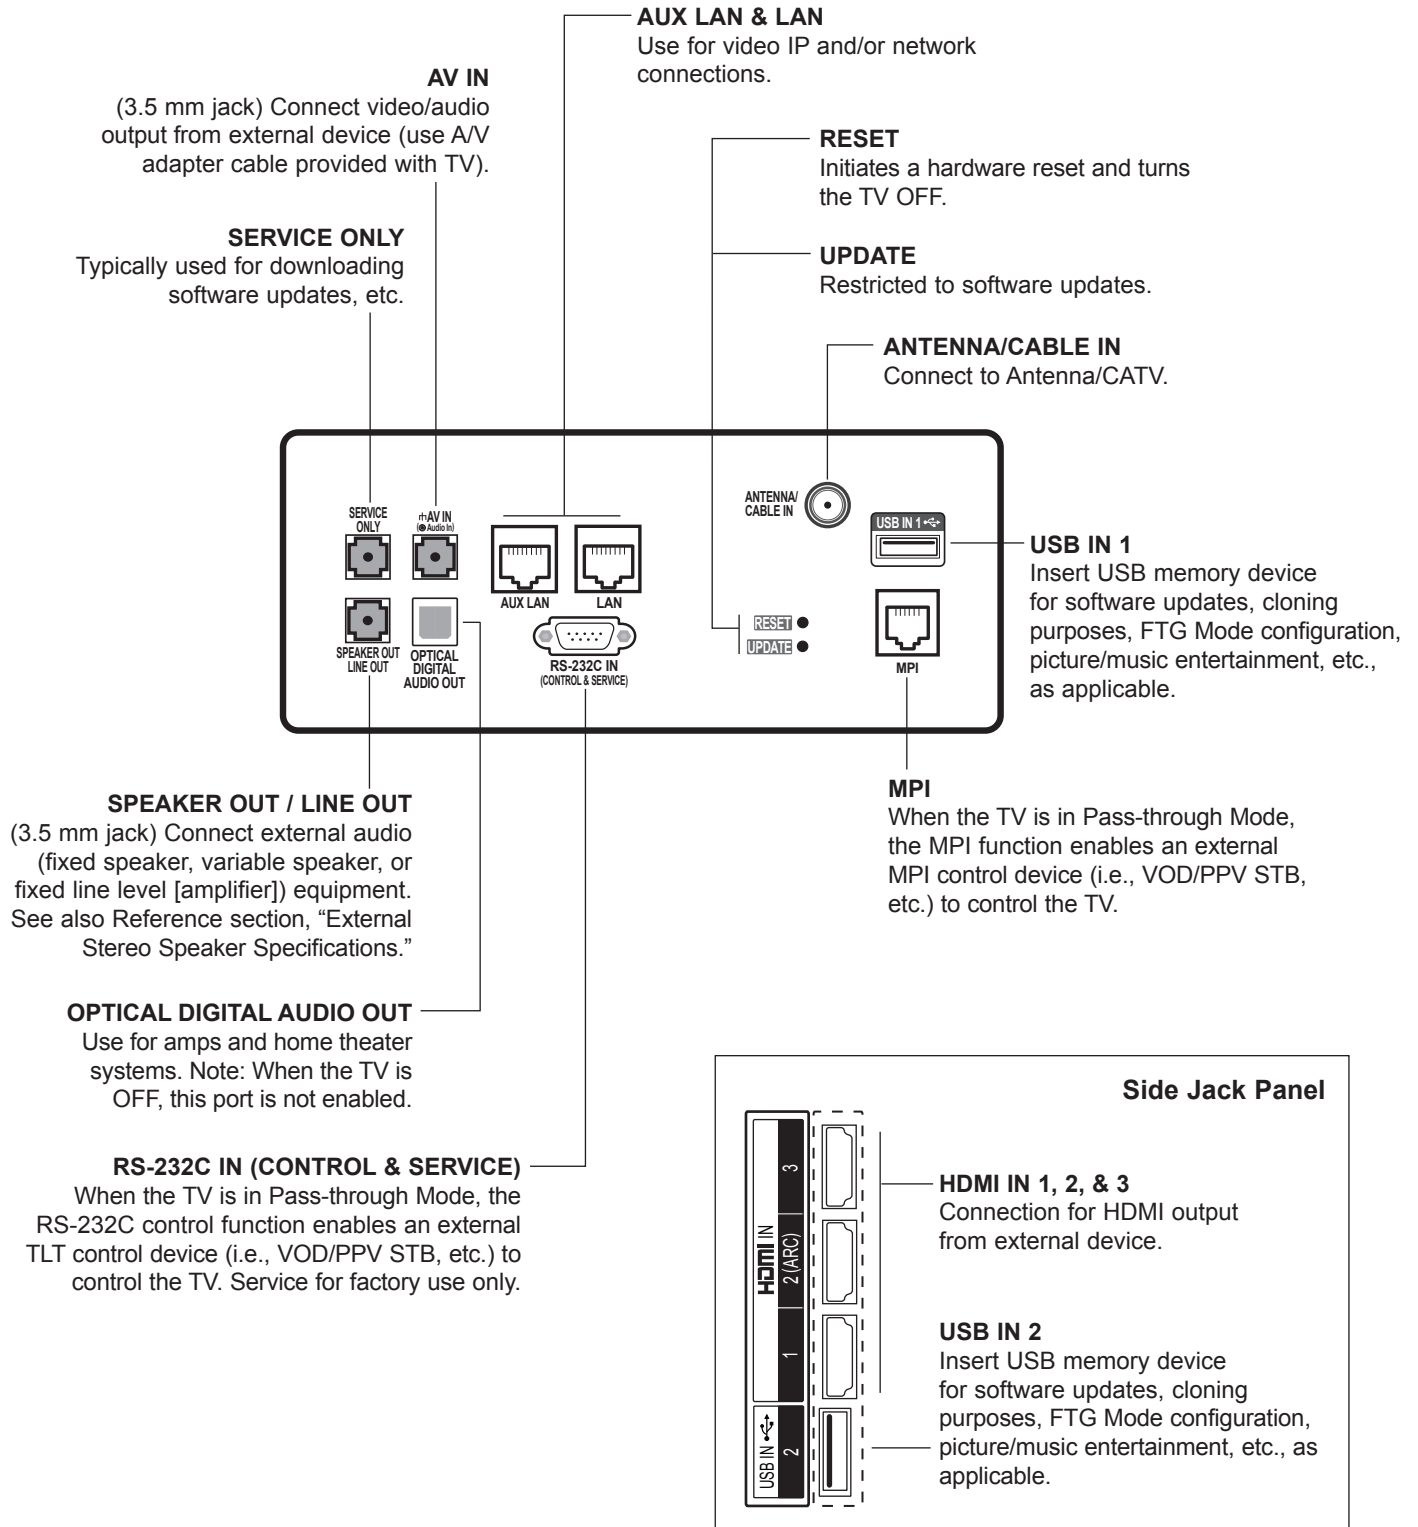 AUX LAN & LAN
Use for video IP and/or network
connections.
AV IN
(3.5 mm jack) Connect video/audio
output from external device (use A/V
adapter cable provided with TV).
RESET
Initiates a hardware reset and turns
the TV OFF.
SERVICE ONLY
Typically used for downloading
software updates, etc.
UPDATE
Restricted to software updates.
ANTENNA/CABLE IN
Connect to Antenna/CATV.
SERVICE
ONLY
AV IN
(Audio In)
AUX LAN
LAN
ANTENNA/
CABLE IN
USB IN 1
SPEAKER OUT
LINE OUT
OPTICAL
DIGITAL
AUDIO OUT
RS-232C IN
(CONTROL & SERVICE)
RESET
UPDATE
MPI
USB IN 1
Insert USB memory device
for software updates, cloning
purposes, FTG Mode configuration,
picture/music entertainment, etc.,
as applicable.
SPEAKER OUT / LINE OUT
(3.5 mm jack) Connect external audio
(fixed speaker, variable speaker, or
fixed line level [amplifier]) equipment.
See also Reference section, “External
Stereo Speaker Specifications.”
MPI
When the TV is in Pass-through Mode,
the MPI function enables an external
MPI control device (i.e., VOD/PPV STB,
etc.) to control the TV.
OPTICAL DIGITAL AUDIO OUT
Use for amps and home theater
systems. Note: When the TV is
OFF, this port is not enabled.
RS-232C IN (CONTROL & SERVICE)
When the TV is in Pass-through Mode, the
RS-232C control function enables an external
TLT control device (i.e., VOD/PPV STB, etc.) to
control the TV. Service for factory use only.
Side Jack Panel
HDMI IN
3
2 (ARC)
1
USB IN
2
HDMI IN 1, 2, & 3
Connection for HDMI output
from external device.
USB IN 2
Insert USB memory device
for software updates, cloning
purposes, FTG Mode configuration,
picture/music entertainment, etc., as
applicable.